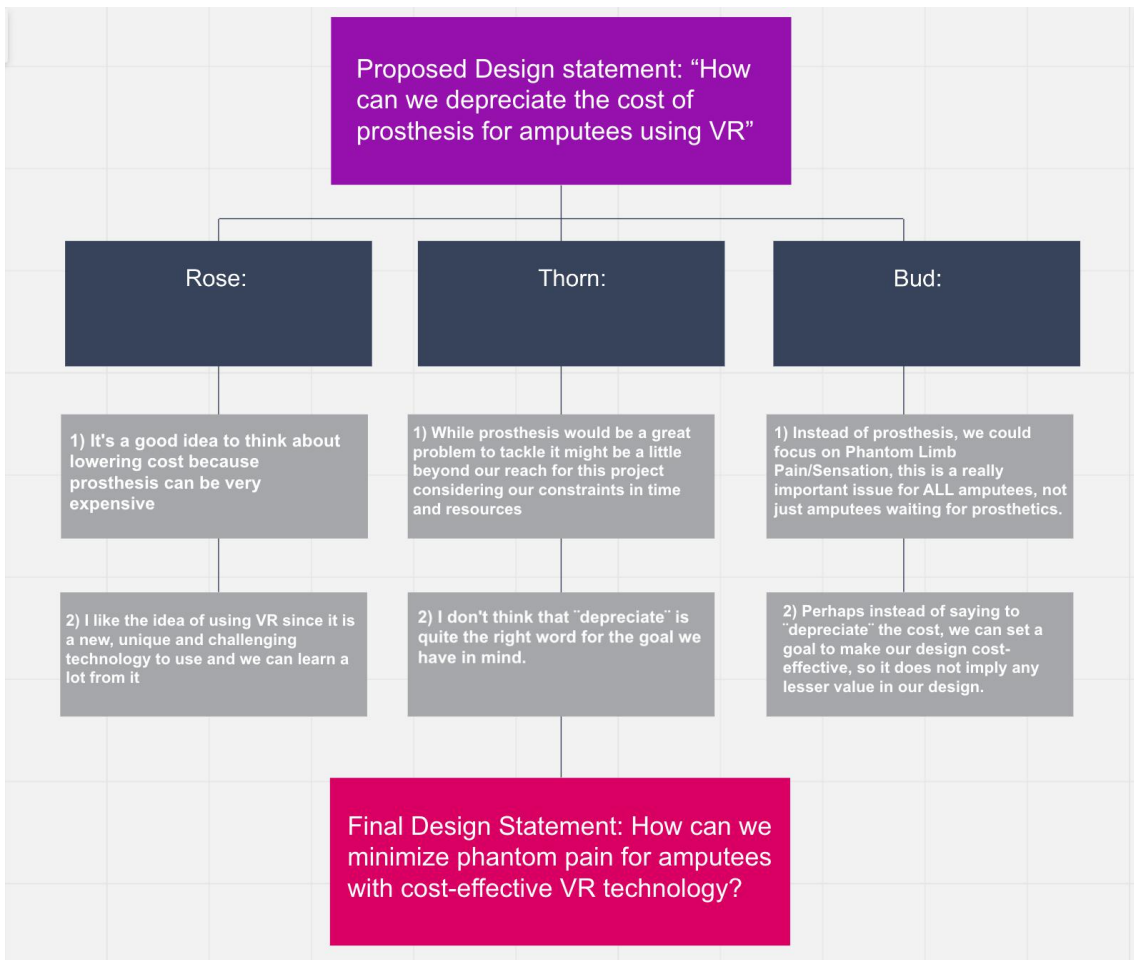 Proposed Design statement: “How
can we depreciate the cost of
prosthesis for amputees using VR”
Rose:
Thorn:
Bud:
1) It's a good idea to think about
lowering cost because
prosthesis can be very
expensive
1) While prosthesis would be a great
problem to tackle it might be a little
beyond our reach for this project
considering our constraints in time
and resources
1) Instead of prosthesis, we could
focus on Phantom Limb
Pain/Sensation, this is a really
important issue for ALL amputees, not
just amputees waiting for prosthetics.
2) I like the idea of using VR since it is
a new, unique and challenging
technology to use and we can learn a
lot from it
2) I don't think that ¨depreciate¨ is
quite the right word for the goal we
have in mind.
2) Perhaps instead of saying to
¨depreciate¨ the cost, we can set a
goal to make our design cost-
effective, so it does not imply any
lesser value in our design.
Final Design Statement: How can we
minimize phantom pain for amputees
with cost-effective VR technology?